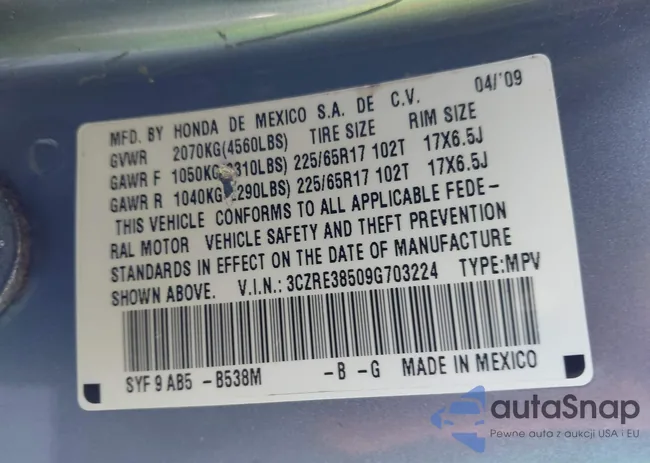 MFD. BY HONDA DE MEXICO S.A. DE C.V. 04/'09
GVWR 2070KG(4560LBS) TIRE SIZE RIM SIZE
GAWR F 1050KG 310LBS) 225/65R17 102T 17X6.5J
GAWR R 1040KG 290LBS) 225/65R17 102T 17X6.5J
THIS VEHICLE CONFORMS TO ALL APPLICABLE FEDE-
RAL MOTOR VEHICLE SAFETY AND THEFT PREVENTION
STANDARDS IN EFFECT ON THE DATE OF MANUFACTURE
SHOWN ABOVE. V.I.N.: 3CZRE38509G703224 TYPE:MPV
SYF 9 AB5 -B538M -B -G MADE IN MEXICO
autaSnap
Pewne auta z aukcji USA i EU